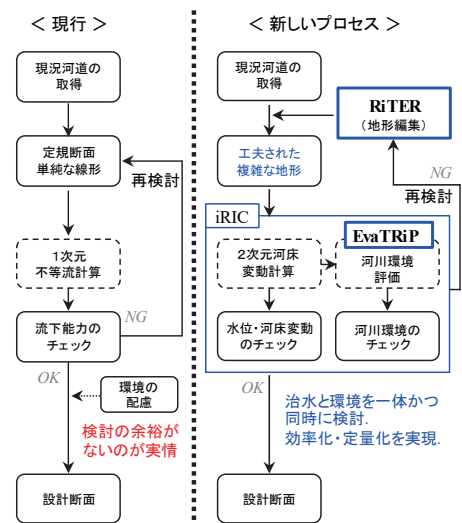 ＜ 現行 ＞
現況河道の
取得
定規断面
単純な線形
再検討
1次元
不等流計算
流下能力の
チェック
NG
OK
環境の
配慮
検討の余裕が
ないのが実情
設計断面
＜ 新しいプロセス ＞
現況河道の
取得
RiTER
（地形編集）
工夫された
複雑な地形
NG
再検討
iRIC
EvaTRiP
２次元河床
変動計算
河川環境
評価
水位・河床変動
のチェック
河川環境の
チェック
OK
治水と環境を一体かつ
同時に検討．
効率化・定量化を実現．
設計断面